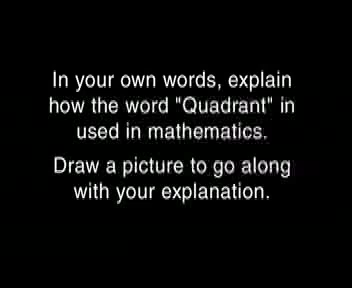 In your own words, explain
how the word "Quadrant" in
used in mathematics.
Draw a picture to go along
with your explanation.